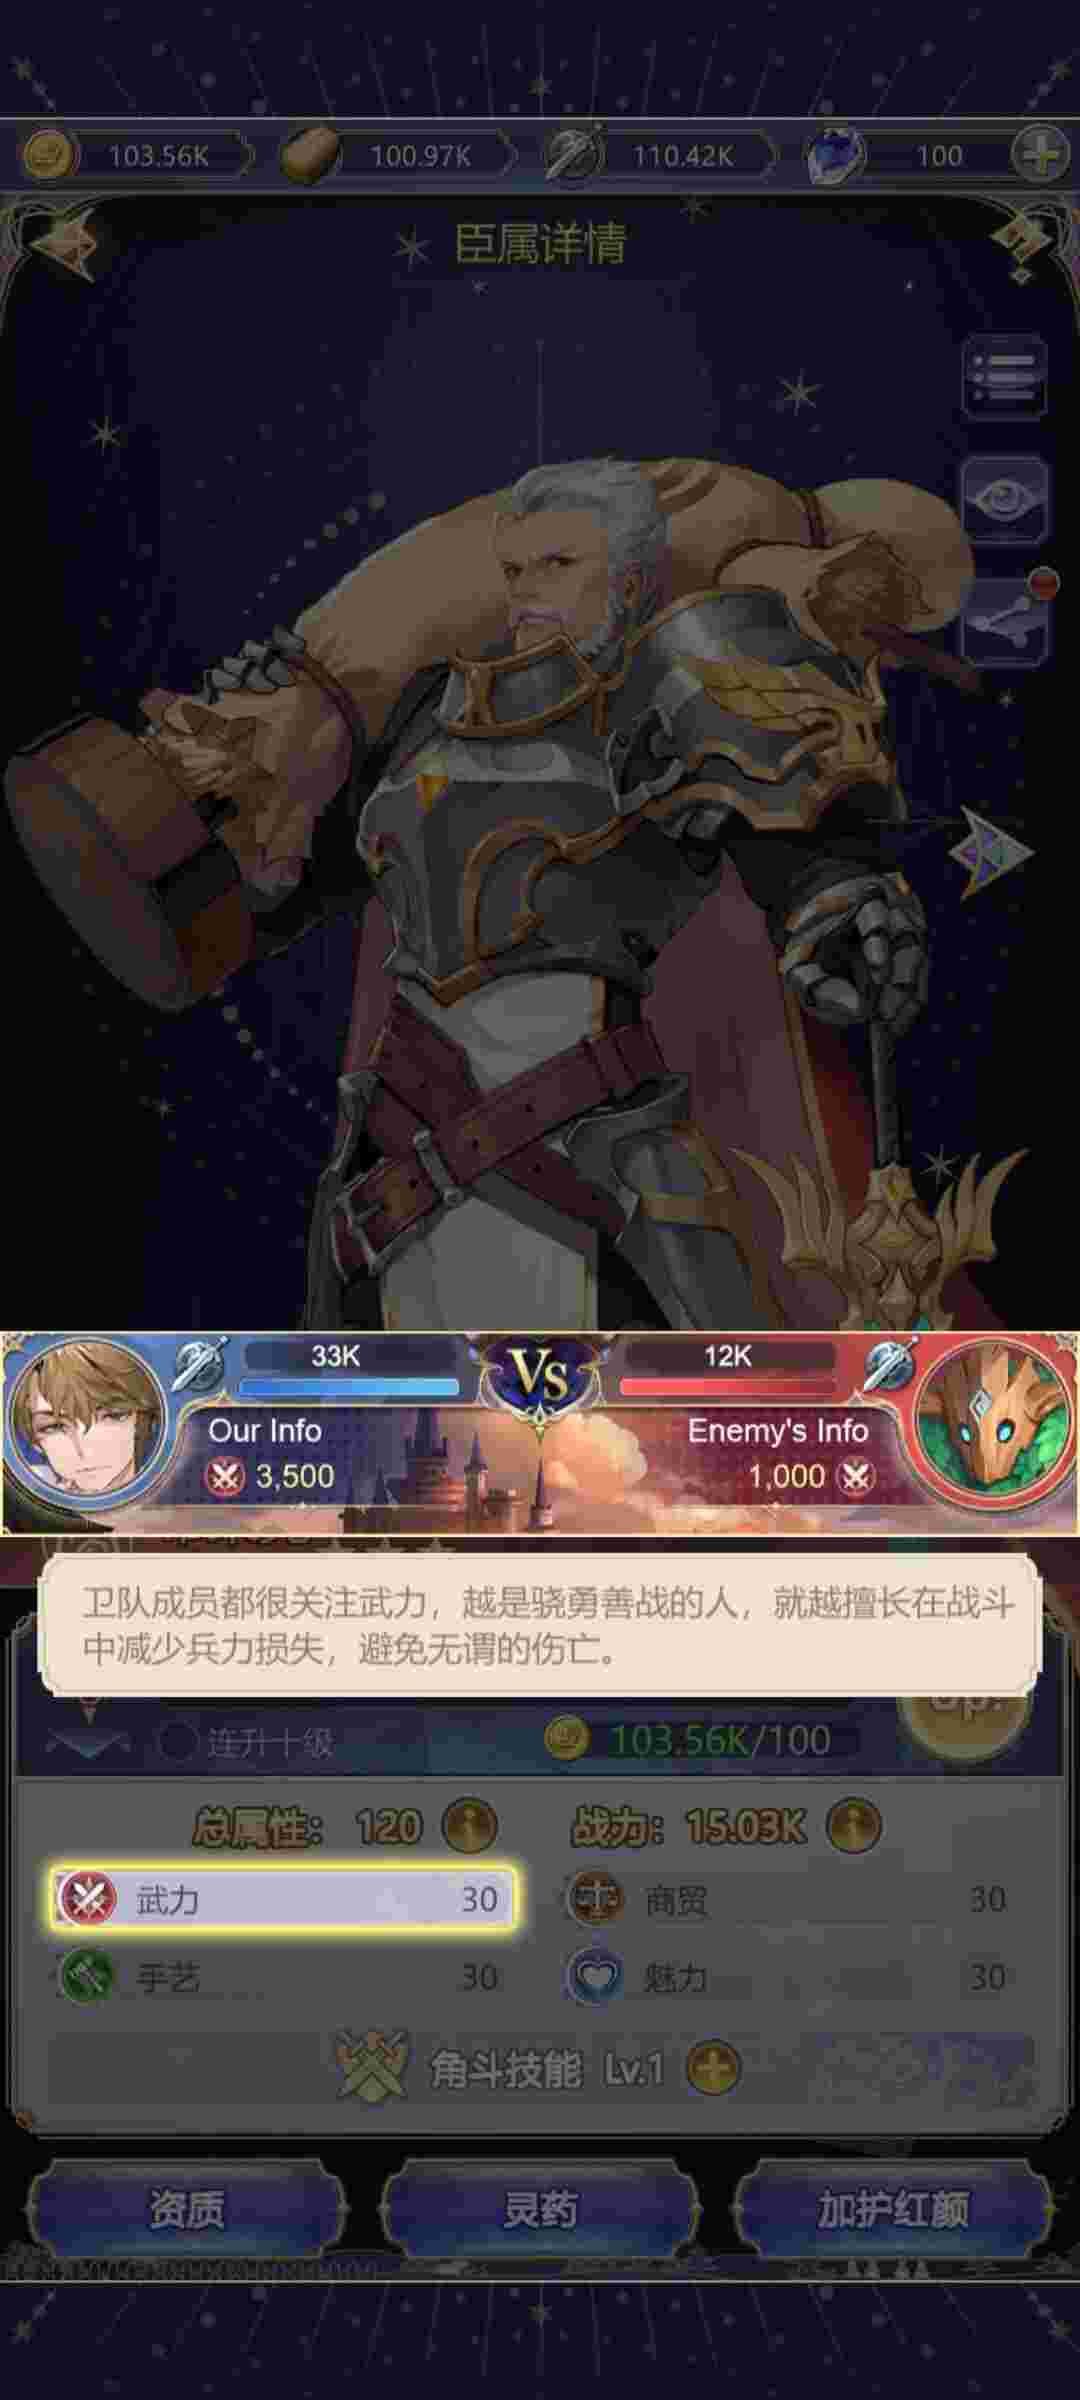 103.56K
100.97K
110.42K
100
臣属详情
33K
Vs
12K
Our Info
Enemy's Info
3,500
1,000
卫队成员都很关注武力，越是骁勇善战的人，就越擅长在战斗
中减少兵力损失，避免无谓的伤亡。
连升十级
103.56K/100
Up!
总属性： 120
战力： 15.03K
武力 30
商贸 30
手艺 30
魅力 30
角斗技能 Lv.1
资质
灵药
加护红颜